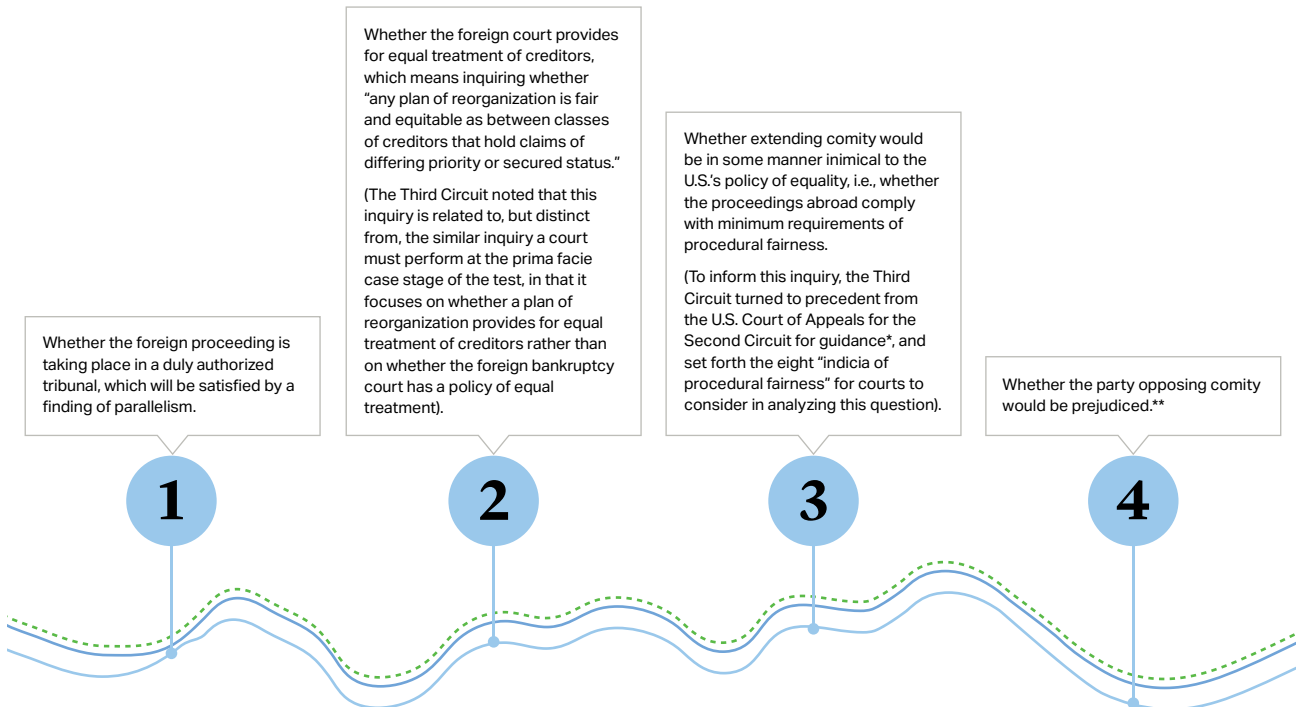 Whether the foreign proceeding is
taking place in a duly authorized
tribunal, which will be satisfied by a
finding of parallelism.
1
Whether the foreign court provides
for equal treatment of creditors,
which means inquiring whether
“any plan of reorganization is fair
and equitable as between classes
of creditors that hold claims of
differing priority or secured status.”
(The Third Circuit noted that this
inquiry is related to, but distinct
from, the similar inquiry a court
must perform at the prima facie
case stage of the test, in that it
focuses on whether a plan of
reorganization provides for equal
treatment of creditors rather than
on whether the foreign bankruptcy
court has a policy of equal
treatment).
2
Whether extending comity would
be in some manner inimical to the
U.S.’s policy of equality, i.e., whether
the proceedings abroad comply
with minimum requirements of
procedural fairness.
(To inform this inquiry, the Third
Circuit turned to precedent from
the U.S. Court of Appeals for the
Second Circuit for guidance*, and
set forth the eight “indicia of
procedural fairness” for courts to
consider in analyzing this question).
3
Whether the party opposing comity
would be prejudiced.**
4